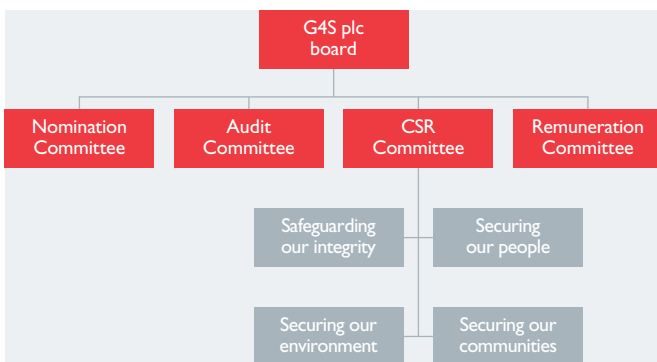 G4S plc
board
Nomination
Committee
Audit
Committee
CSR
Committee
Remuneration
Committee
Safeguarding
our integrity
Securing
our people
Securing our
environment
Securing our
communities